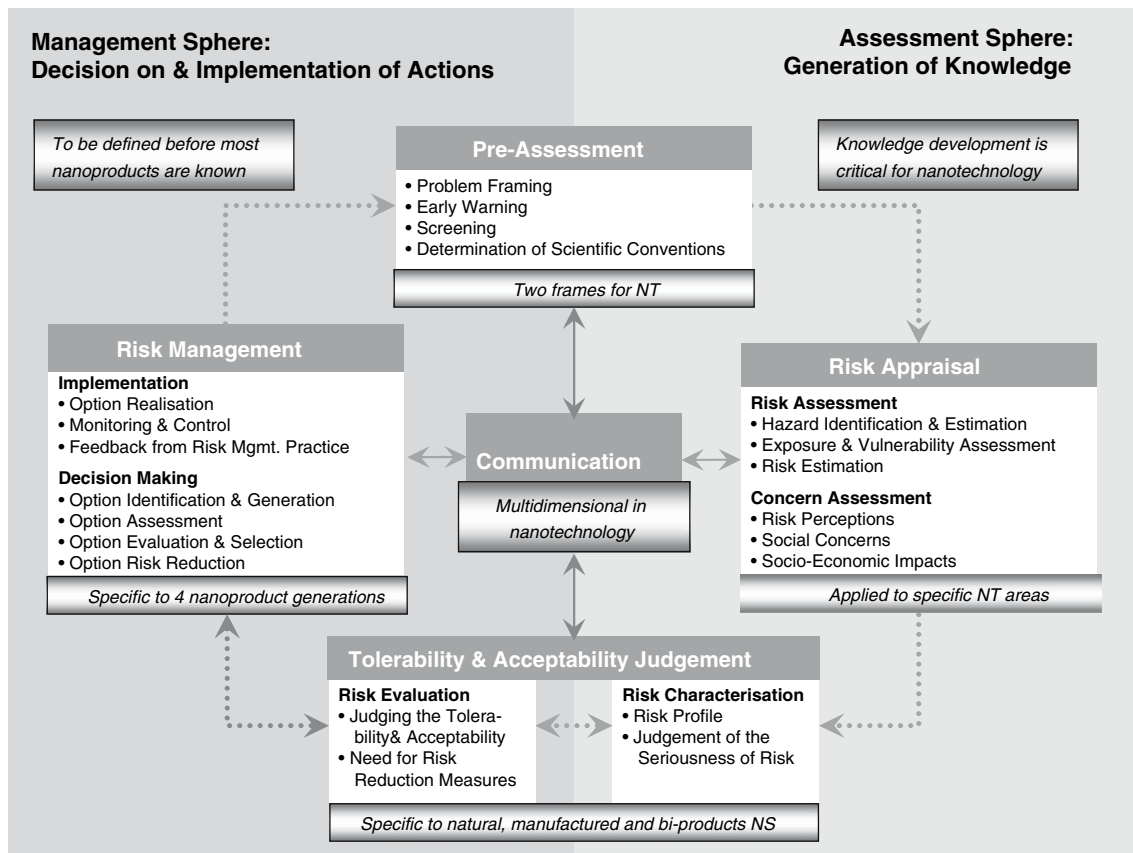 Management Sphere:
Decision on & Implementation of Actions
Assessment Sphere:
Generation of Knowledge
To be defined before most
nanoproducts are known
Pre-Assessment
• Problem Framing
• Early Warning
• Screening
• Determination of Scientific Conventions
Two frames for NT
Knowledge development is
critical for nanotechnology
Risk Management
Implementation
• Option Realisation
• Monitoring & Control
• Feedback from Risk Mgmt. Practice
Decision Making
• Option Identification & Generation
• Option Assessment
• Option Evaluation & Selection
• Option Risk Reduction
Specific to 4 nanoproduct generations
Communication
Multidimensional in
nanotechnology
Risk Appraisal
Risk Assessment
• Hazard Identification & Estimation
• Exposure & Vulnerability Assessment
• Risk Estimation
Concern Assessment
• Risk Perceptions
• Social Concerns
• Socio-Economic Impacts
Applied to specific NT areas
Tolerability & Acceptability Judgement
Risk Evaluation
• Judging the Tolera-
bility& Acceptability
• Need for Risk
Reduction Measures
Risk Characterisation
• Risk Profile
• Judgement of the
Seriousness of Risk
Specific to natural, manufactured and bi-products NS